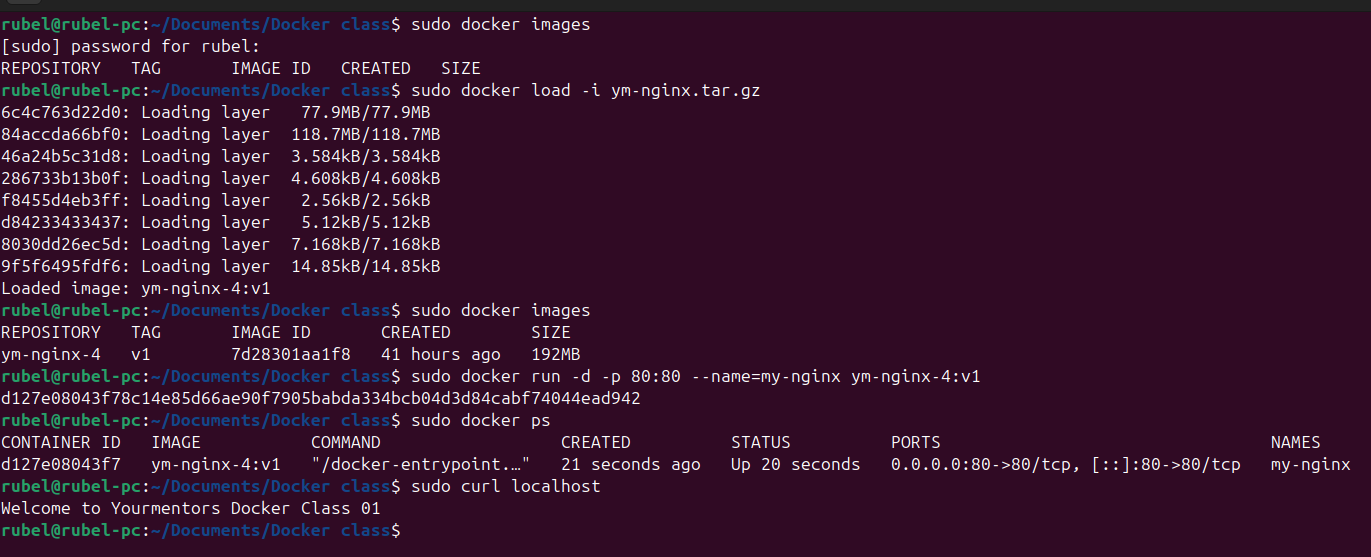 rubel@rubel-pc:~/Documents/Docker class$ sudo docker images
[sudo] password for rubel:
REPOSITORY   TAG       IMAGE ID   CREATED   SIZE
rubel@rubel-pc:~/Documents/Docker class$ sudo docker load -i ym-nginx.tar.gz
6c4c763d22d0: Loading layer   77.9MB/77.9MB
84accda66bf0: Loading layer  118.7MB/118.7MB
46a24b5c31d8: Loading layer  3.584kB/3.584kB
286733b13b0f: Loading layer  4.608kB/4.608kB
f8455d4eb3ff: Loading layer   2.56kB/2.56kB
d84233433437: Loading layer   5.12kB/5.12kB
8030dd26ec5d: Loading layer  7.168kB/7.168kB
9f5f6495fdf6: Loading layer  14.85kB/14.85kB
Loaded image: ym-nginx-4:v1
rubel@rubel-pc:~/Documents/Docker class$ sudo docker images
REPOSITORY   TAG       IMAGE ID       CREATED        SIZE
ym-nginx-4   v1        7d28301aa1f8   41 hours ago   192MB
rubel@rubel-pc:~/Documents/Docker class$ sudo docker run -d -p 80:80 --name=my-nginx ym-nginx-4:v1
d127e08043f78c14e85d66ae90f7905babda334bcb04d3d84cabf74044ead942
rubel@rubel-pc:~/Documents/Docker class$ sudo docker ps
CONTAINER ID   IMAGE           COMMAND                  CREATED          STATUS          PORTS                                 NAMES
d127e08043f7   ym-nginx-4:v1   "/docker-entrypoint.…"   21 seconds ago   Up 20 seconds   0.0.0.0:80->80/tcp, [::]:80->80/tcp   my-nginx
rubel@rubel-pc:~/Documents/Docker class$ sudo curl localhost
Welcome to Yourmentors Docker Class 01
rubel@rubel-pc:~/Documents/Docker class$